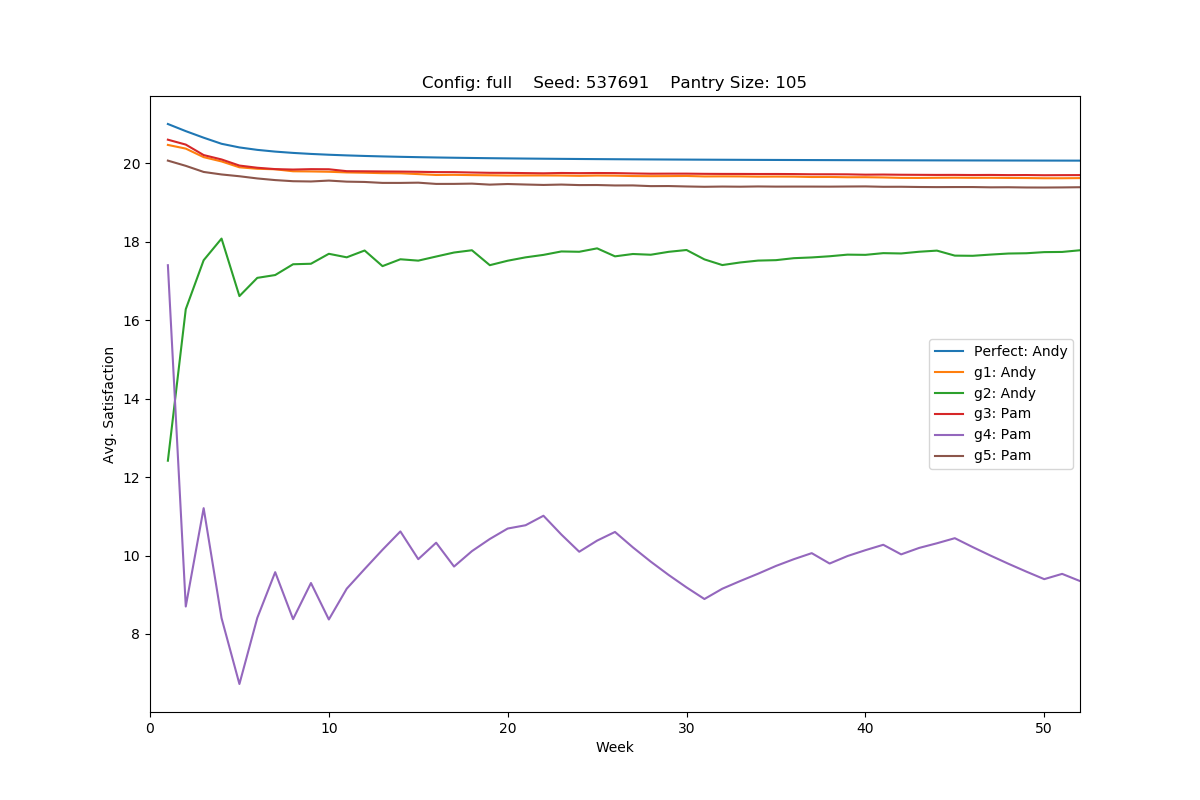 Config: full    Seed: 537691    Pantry Size: 105
Avg. Satisfaction
20
18
16
14
12
10
8
Perfect: Andy
g1: Andy
g2: Andy
g3: Pam
g4: Pam
g5: Pam
0 10 20 30 40 50
Week